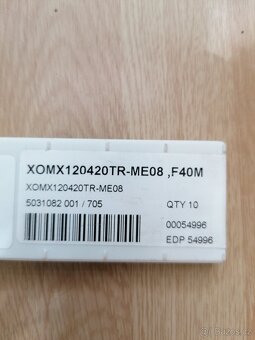 XOMX120420TR-ME08 ,F40M
XOMX120420TR-ME08
5031082 001 / 705
QTY 10
00054996
EDP 54996